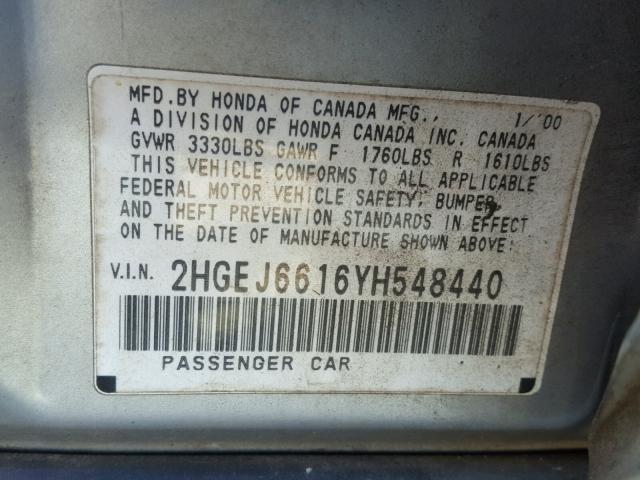 MFD. BY HONDA OF CANADA MFG., 1/'00
A DIVISION OF HONDA CANADA INC. CANADA
GVWR 3330LBS GAWR F 1760LBS R 1610LBS
THIS VEHICLE CONFORMS TO ALL APPLICABLE
FEDERAL MOTOR VEHICLE SAFETY, BUMPER,
AND THEFT PREVENTION STANDARDS IN EFFECT
ON THE DATE OF MANUFACTURE SHOWN ABOVE:
V.I.N. 2HGEJ6616YH548440
PASSENGER CAR